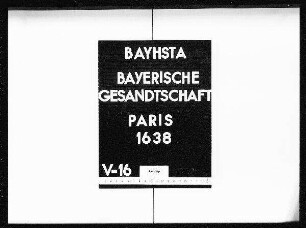 BAYHSTA
BAYERISCHE
GESANDTSCHAFT
PARIS
1638
V-16